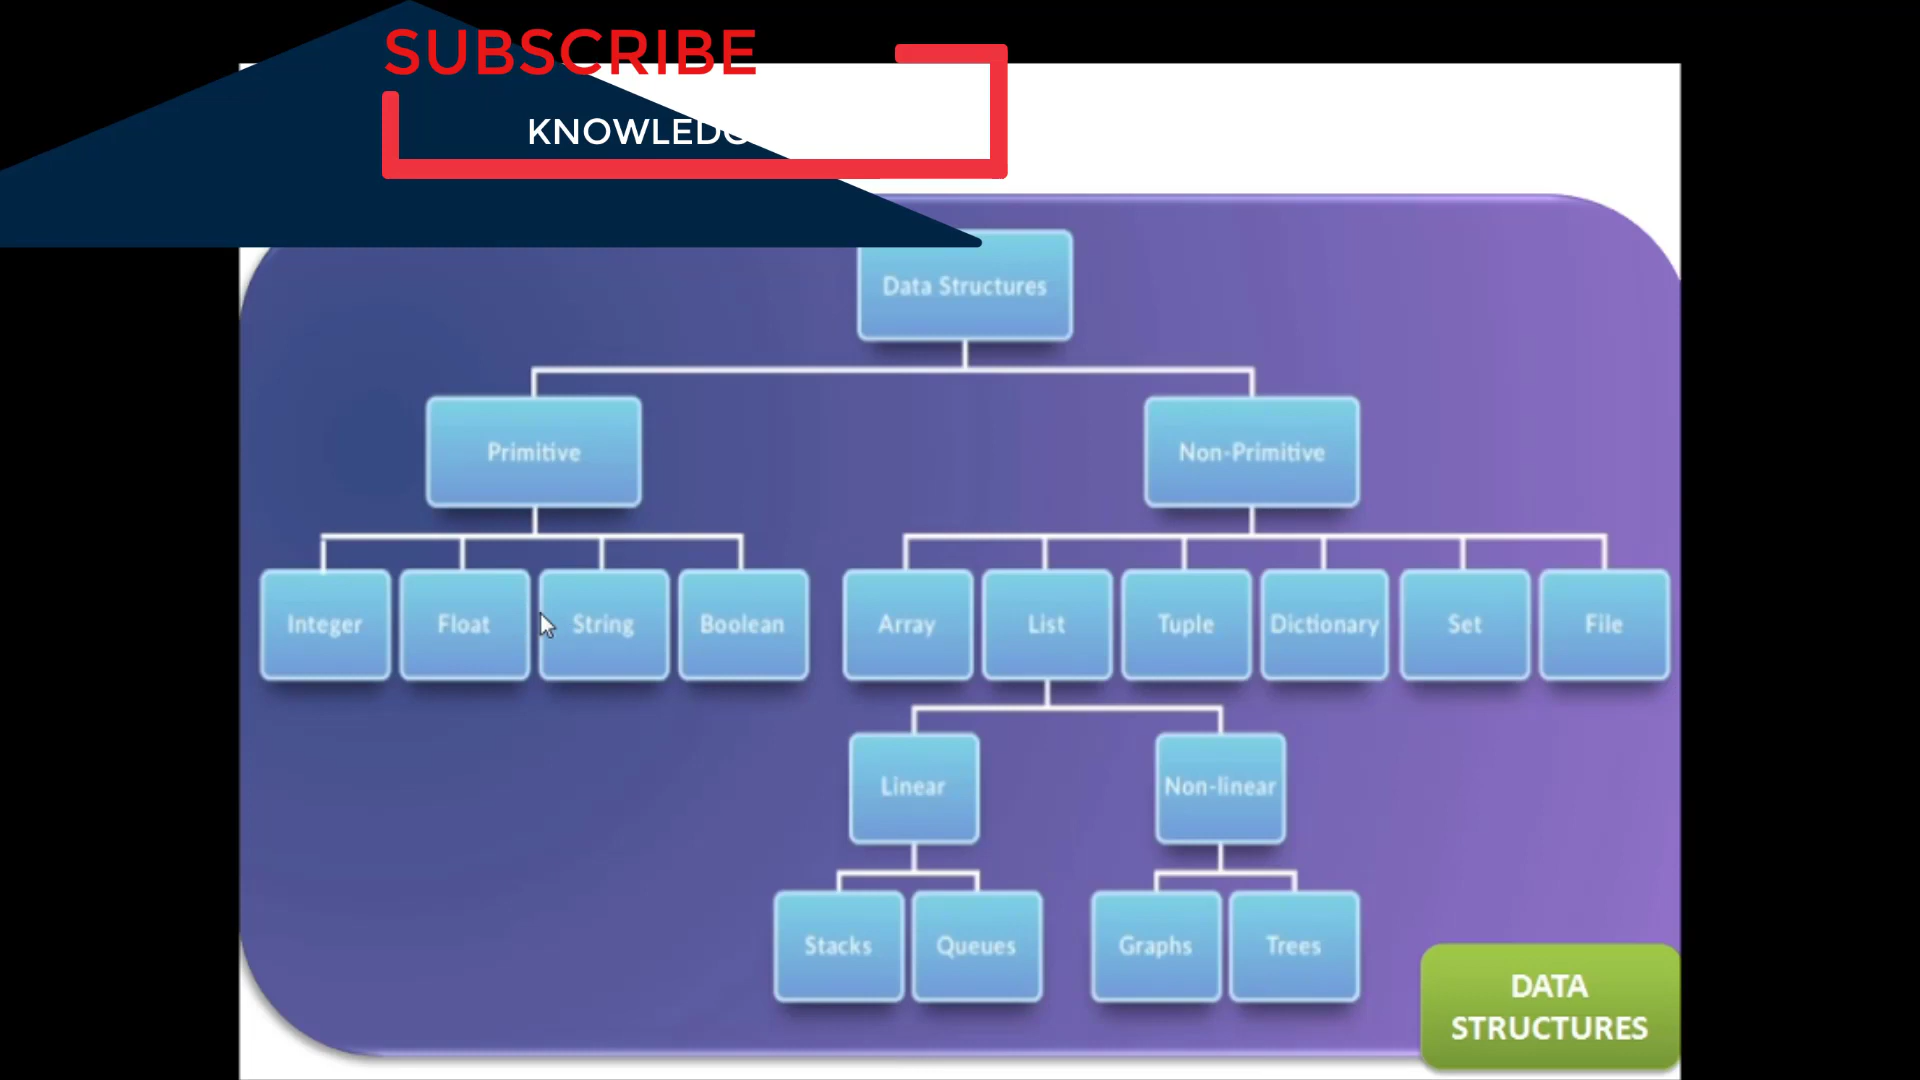 SUBSCRIBE
Data Structures
Primitive
Non-Primitive
Integer
Float
String
Boolean
Array
List
Tuple
Dictionary
Set
File
Linear
Non-linear
Stacks
Queues
Graphs
Trees
DATA
STRUCTURES